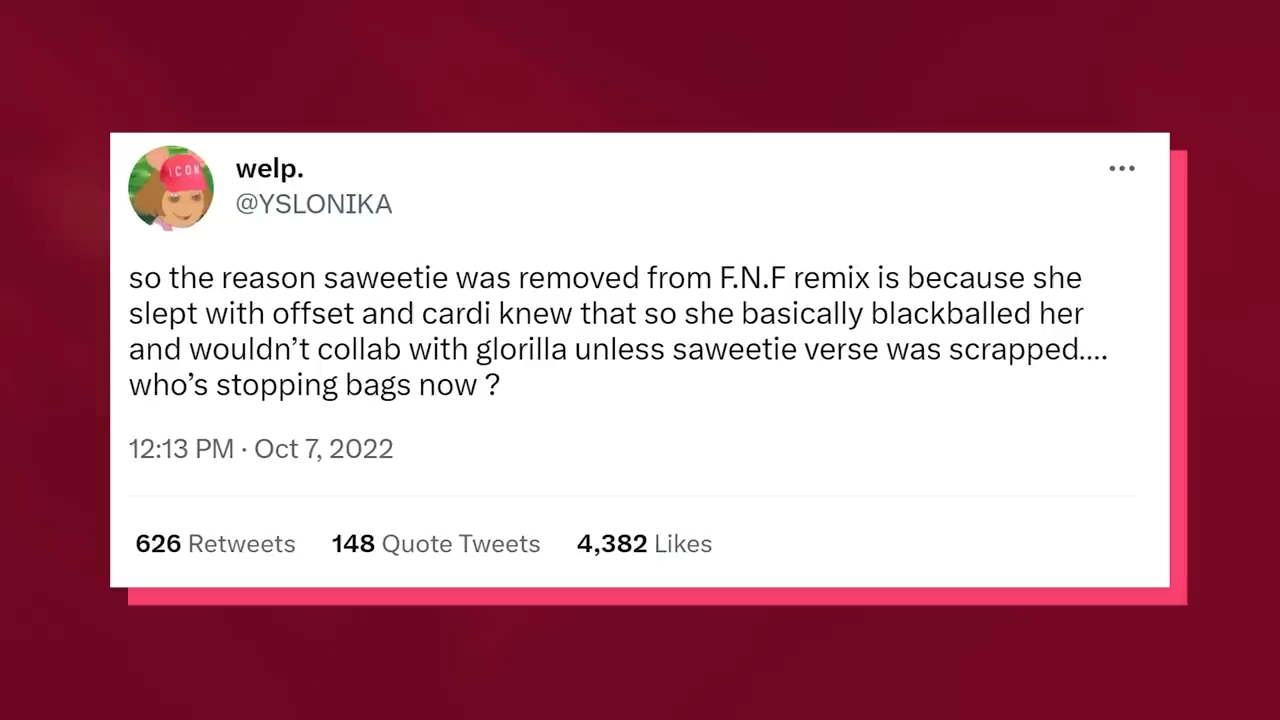 ICON
welp.
@YSLONIKA
so the reason saweetie was removed from F.N.F remix is because she
slept with offset and cardi knew that so she basically blackballed her
and wouldn’t collab with glorilla unless saweetie verse was scrapped....
who’s stopping bags now ?
12:13 PM · Oct 7, 2022
626 Retweets 148 Quote Tweets 4,382 Likes